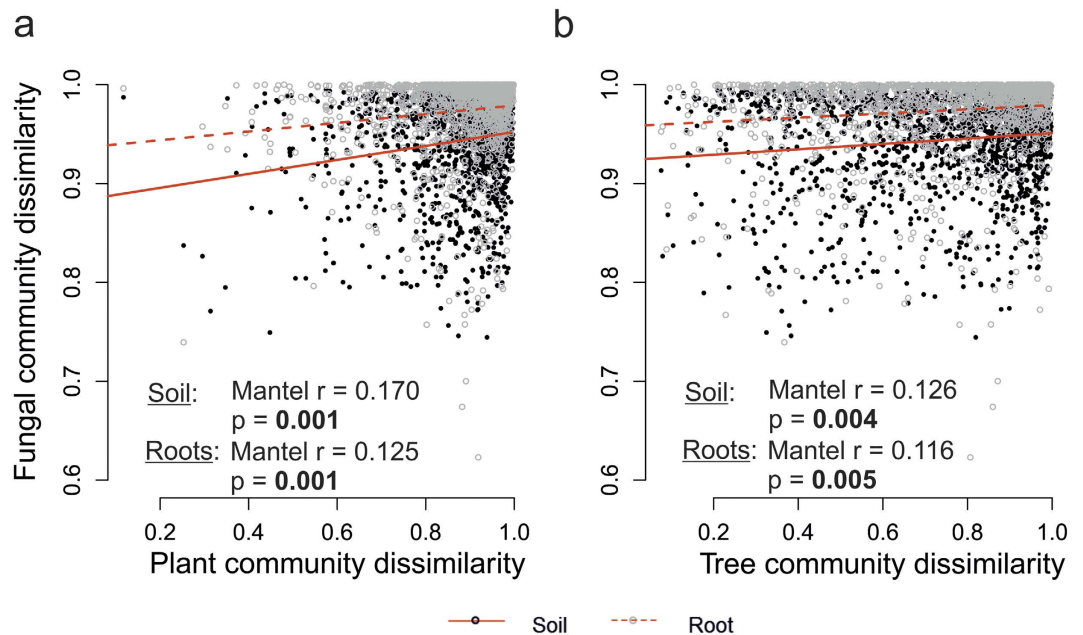 a
b
Fungal community dissimilarity
1.0
0.9
0.8
0.7
0.6
Soil: Mantel r = 0.170
p = 0.001
Roots: Mantel r = 0.125
p = 0.001
0.2 0.4 0.6 0.8 1.0
Plant community dissimilarity
1.0
0.9
0.8
0.7
0.6
Soil: Mantel r = 0.126
p = 0.004
Roots: Mantel r = 0.116
p = 0.005
0.2 0.4 0.6 0.8 1.0
Tree community dissimilarity
Soil Root